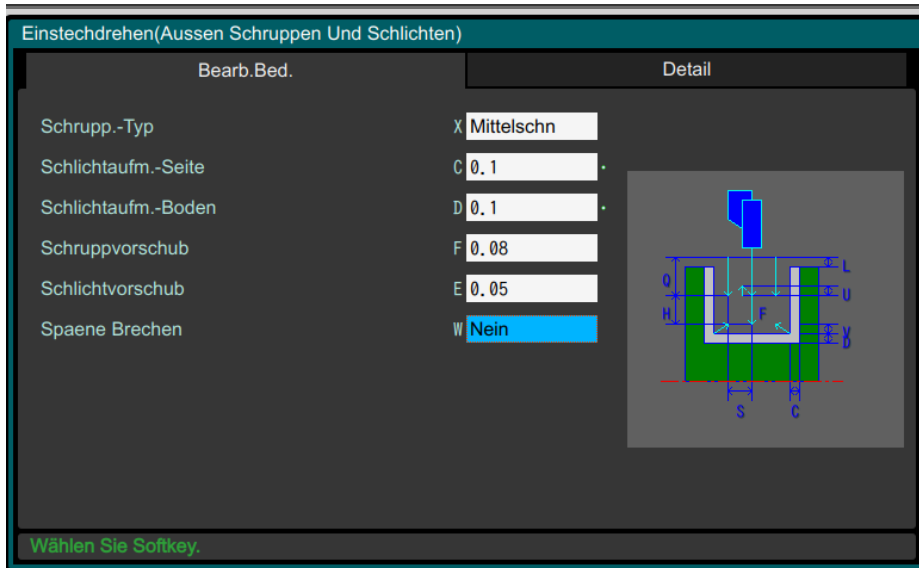 Einstechdrehen(Aussen Schruppen Und Schlichten)
Bearb.Bed. Detail
Schrupp.-Typ X Mittelschn
Schlichtaufm.-Seite C 0.1
Schlichtaufm.-Boden D 0.1
Schruppvorschub F 0.08
Schlichtvorschub E 0.05
Spaene Brechen W Nein
L
Q U
H F V
D
S C
Wählen Sie Softkey.